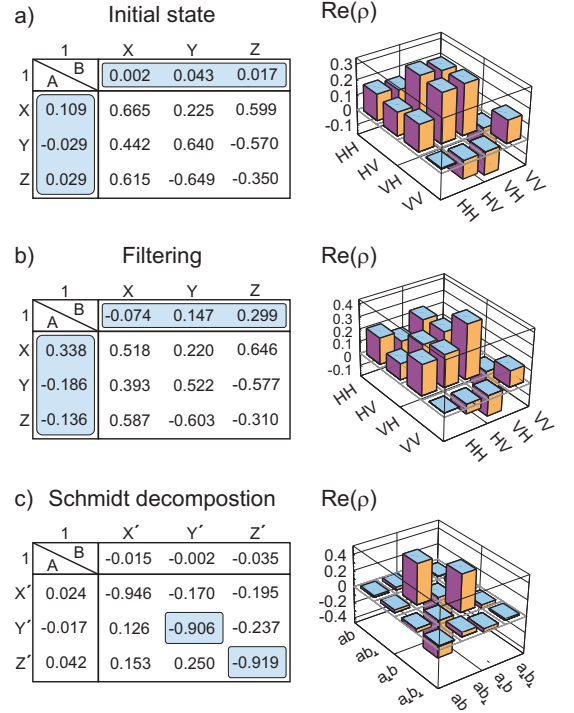 a) Initial state
Re(ρ)
1 X Y Z
1 A B 0.002 0.043 0.017
X 0.109 0.665 0.225 0.599
Y -0.029 0.442 0.640 -0.570
Z 0.029 0.615 -0.649 -0.350
0.3
0.2
0.1
0
-0.1
HH
HV
VH
VV
HH
HV
VH
VV
b) Filtering
Re(ρ)
1 X Y Z
1 A B -0.074 0.147 0.299
X 0.338 0.518 0.220 0.646
Y -0.186 0.393 0.522 -0.577
Z -0.136 0.587 -0.603 -0.310
0.4
0.3
0.2
0.1
0
-0.1
HH
HV
VH
VV
HH
HV
VH
VV
c) Schmidt decompostion
Re(ρ)
1 X´ Y´ Z´
1 A B -0.015 -0.002 -0.035
X´ 0.024 -0.946 -0.170 -0.195
Y´ -0.017 0.126 -0.906 -0.237
Z´ 0.042 0.153 0.250 -0.919
0.4
0.2
0
-0.2
-0.4
ab
ab⊥
a⊥b
a⊥b⊥
ab
ab⊥
a⊥b
a⊥b⊥